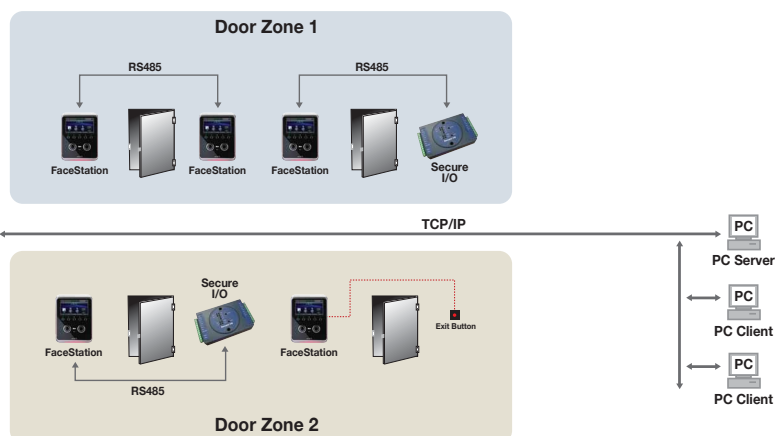 Door Zone 1
RS485
RS485
FaceStation
FaceStation
FaceStation
Secure
I/O
TCP/IP
PC
PC Server
PC
PC Client
PC
PC Client
Secure
I/O
Exit Button
FaceStation
FaceStation
RS485
Door Zone 2